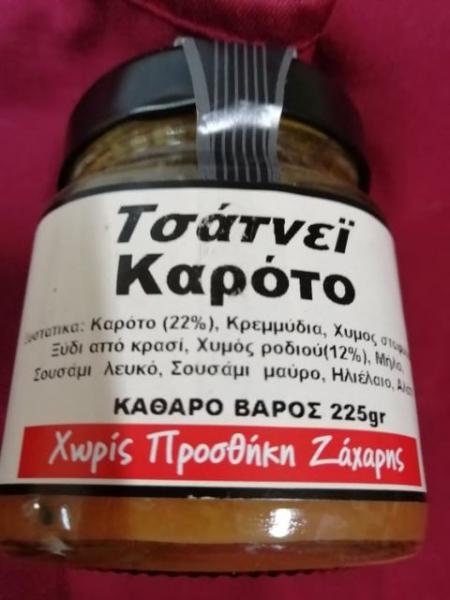 Τσάτνεϊ
Καρότο
Καρότο (22%), Κρεμμύδια, Χυμος
Ξύδι από κρασί, Χυμός ροδιού(12%), Μήλο,
Σουσάμι λευκό, Σουσάμι μαύρο, Ηλιέλαιο,
ΚΑΘΑΡΟ ΒΑΡΟΣ 225gr
Χωρίς Προσθήκη Ζάχαρης